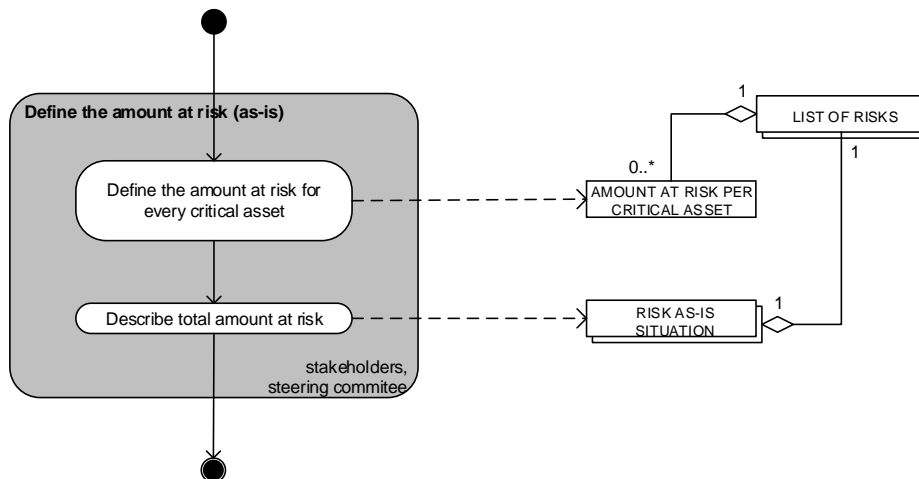 Define the amount at risk (as-is)
Define the amount at risk for
every critical asset
Describe total amount at risk
stakeholders,
steering commitee
1
LIST OF RISKS
1
0..*
AMOUNT AT RISK PER
CRITICAL ASSET
RISK AS-IS
SITUATION
1